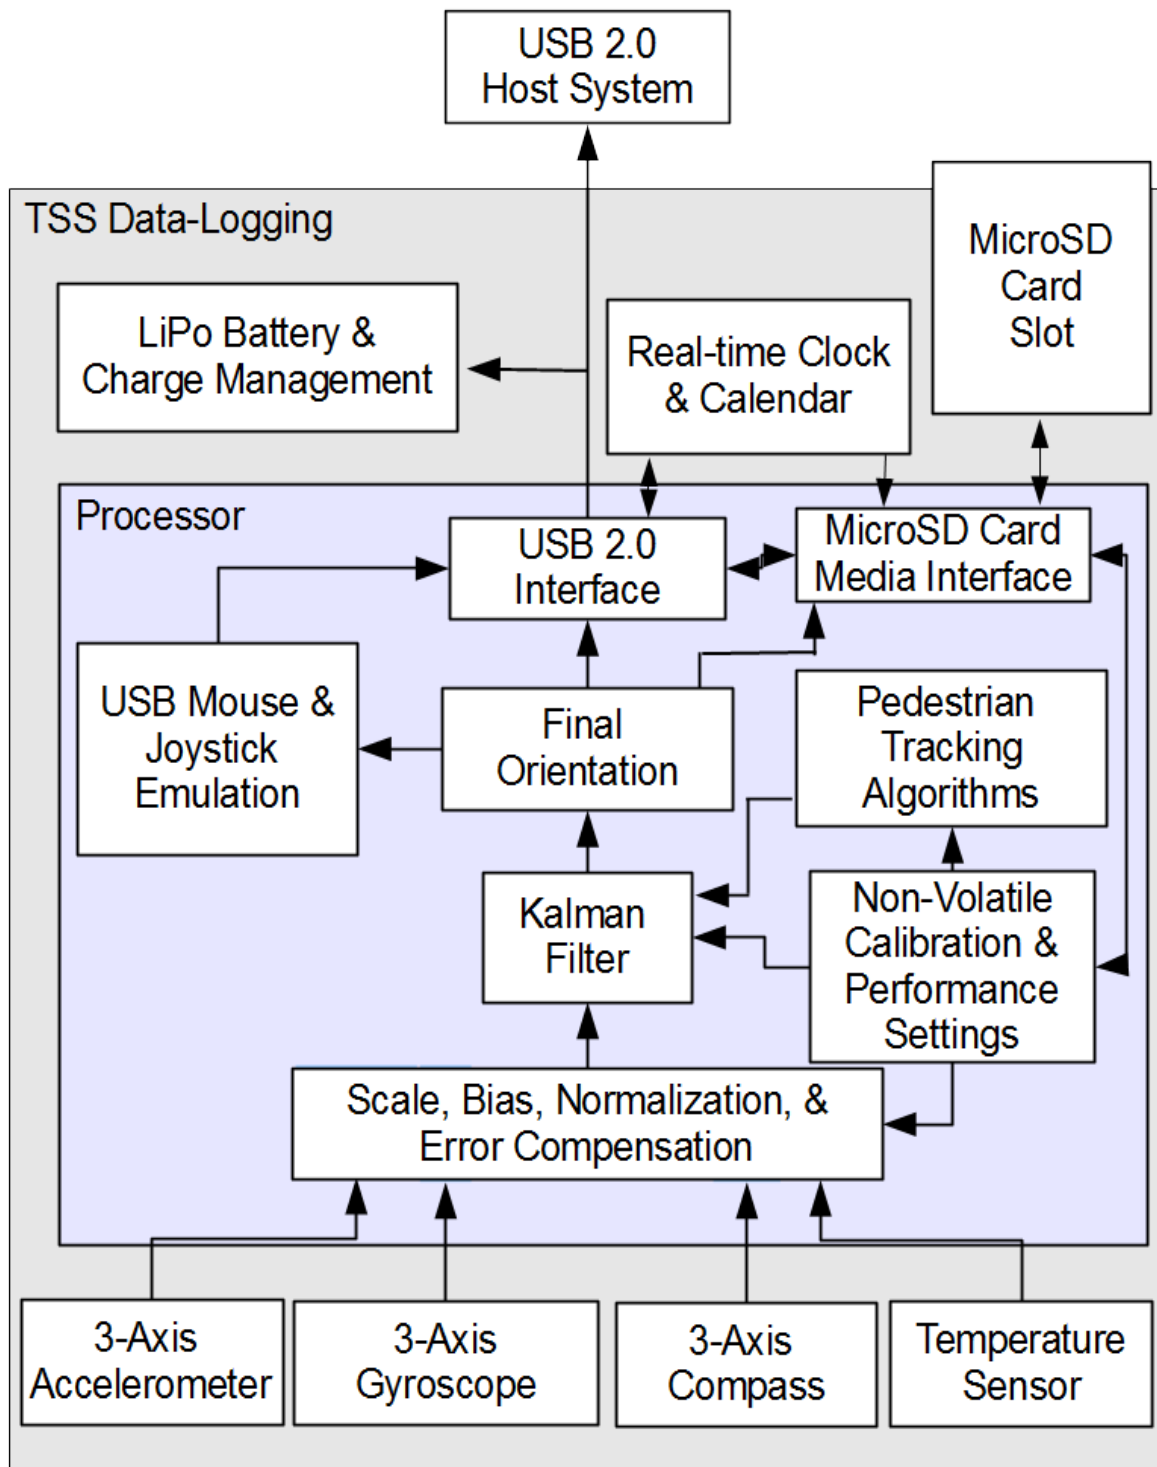 USB 2.0
Host System
TSS Data-Logging
MicroSD
Card
Slot
LiPo Battery &
Charge Management
Real-time Clock
& Calendar
Processor
USB 2.0
Interface
MicroSD Card
Media Interface
USB Mouse &
Joystick
Emulation
Final
Orientation
Pedestrian
Tracking
Algorithms
Kalman
Filter
Non-Volatile
Calibration &
Performance
Settings
Scale, Bias, Normalization, &
Error Compensation
3-Axis
Accelerometer
3-Axis
Gyroscope
3-Axis
Compass
Temperature
Sensor